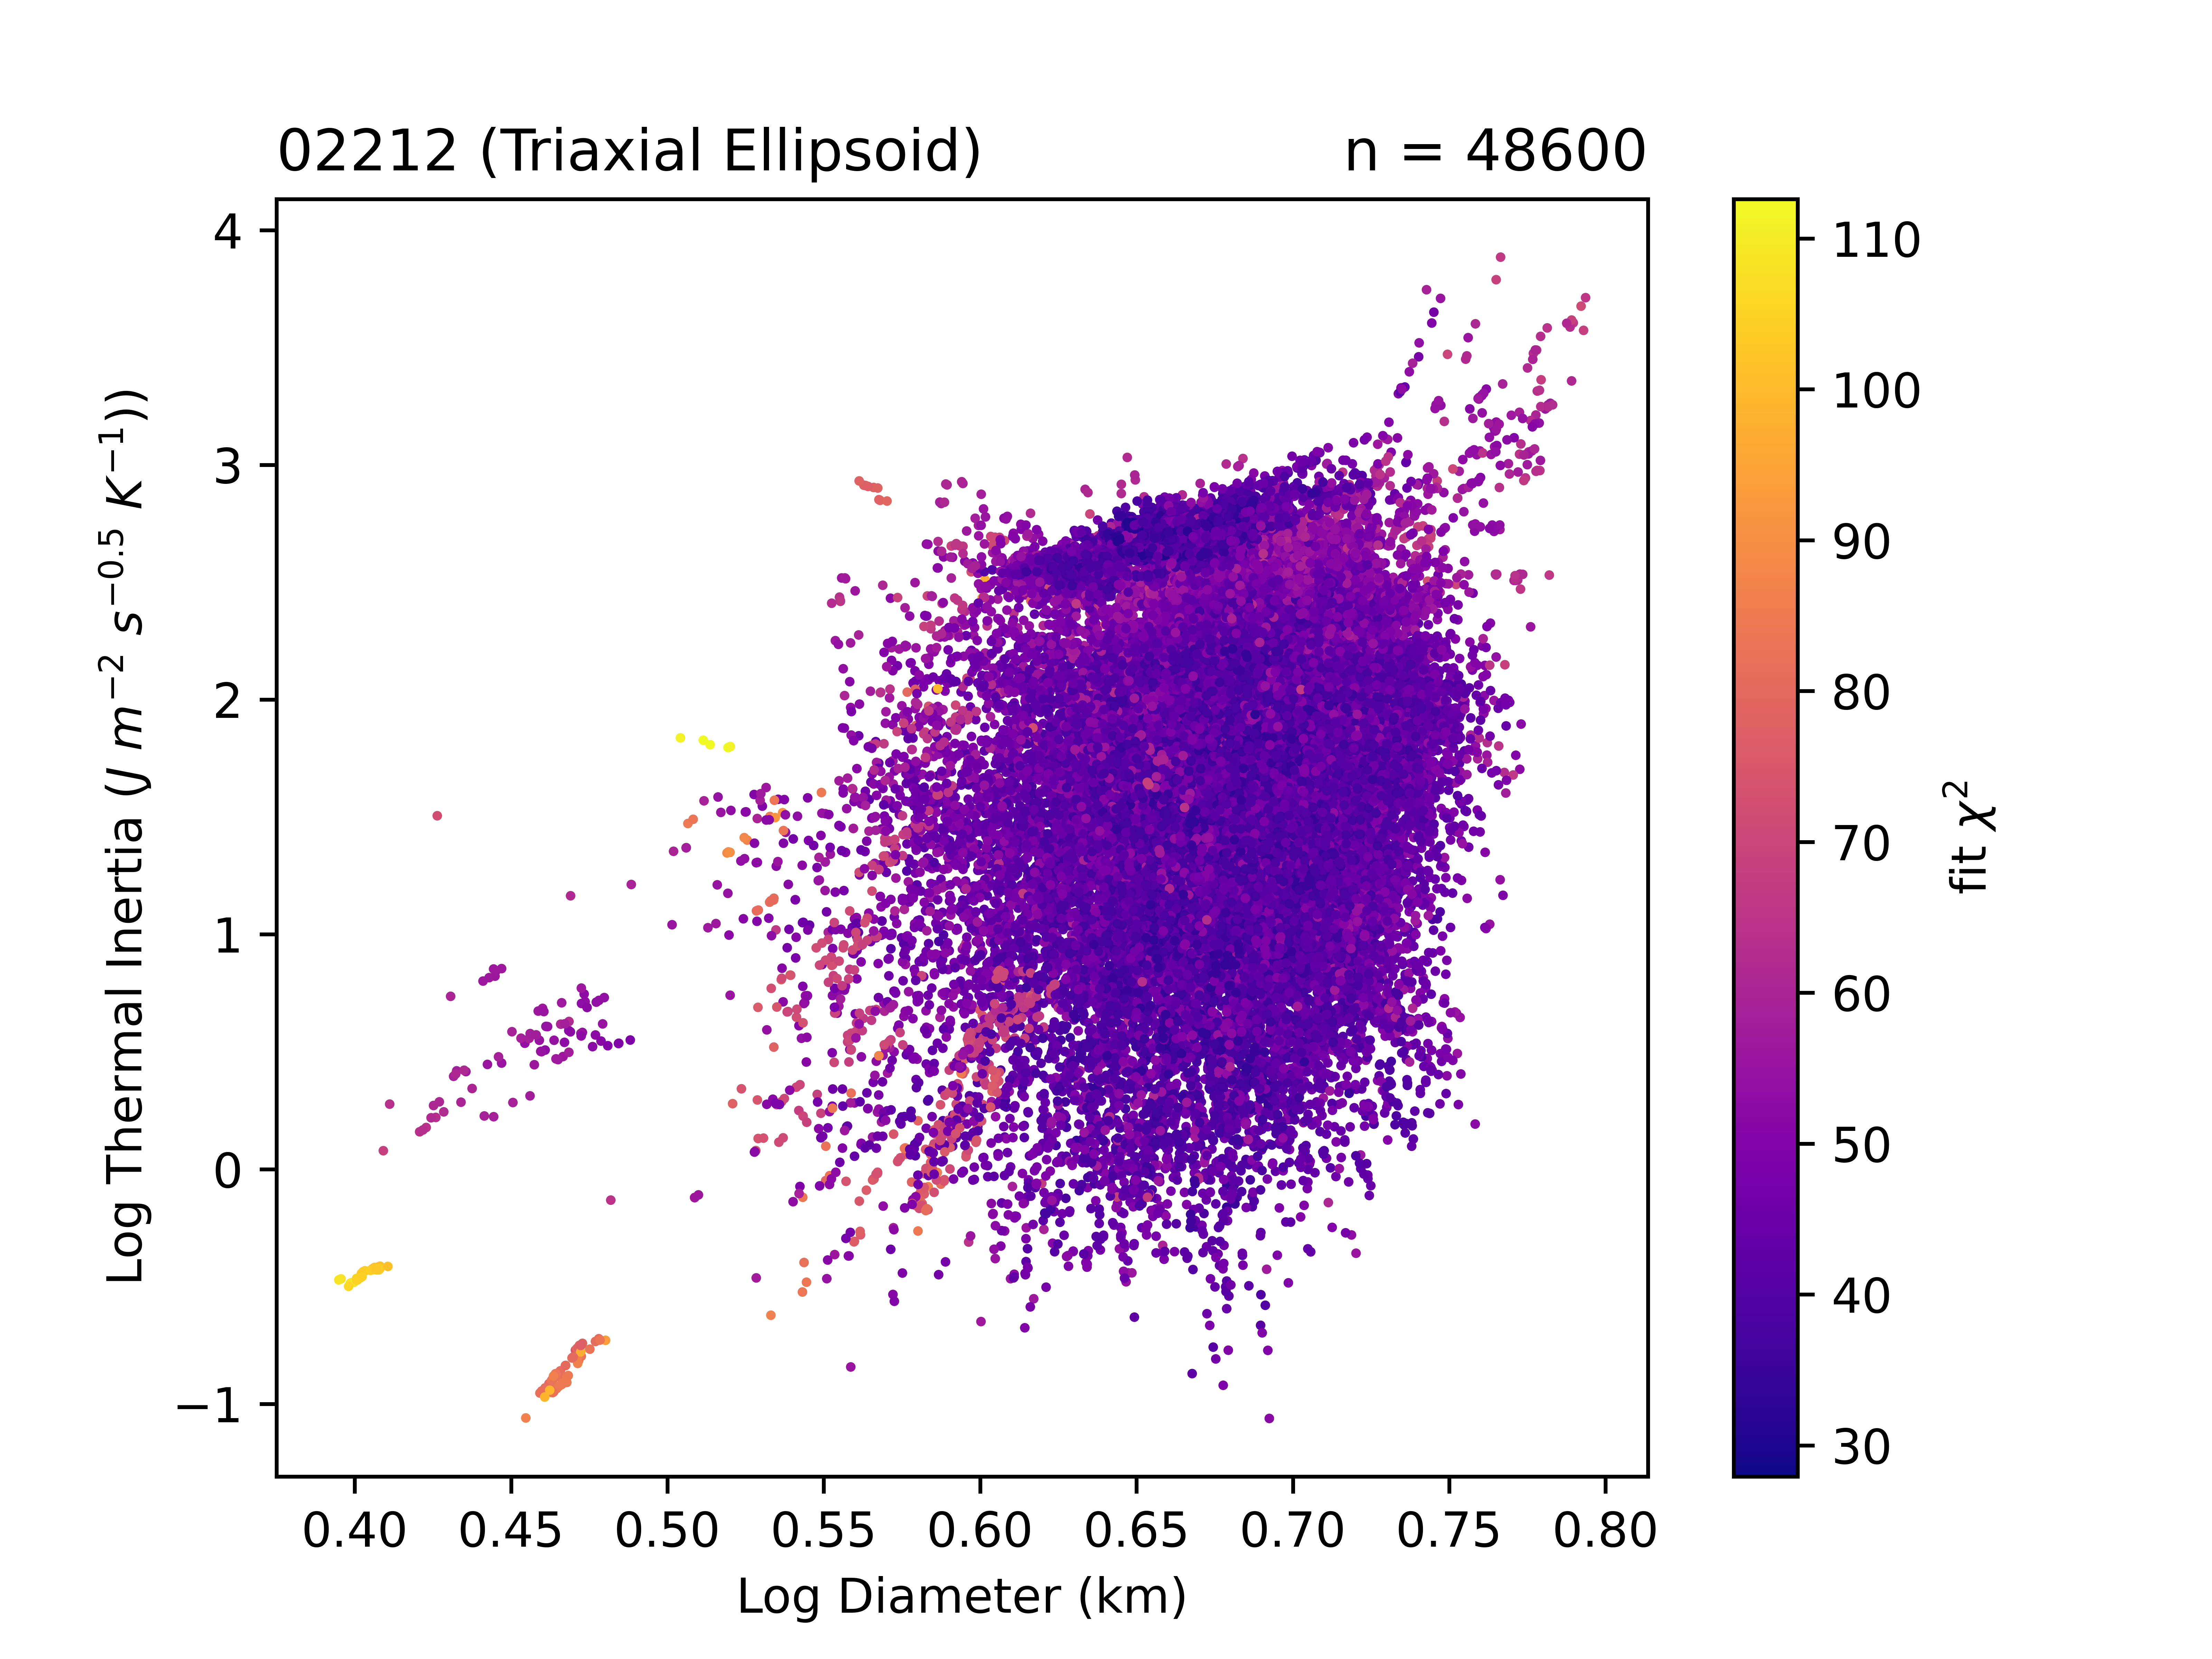 02212 (Triaxial Ellipsoid)
n = 48600
Log Thermal Inertia (J m⁻² s⁻⁰·⁵ K⁻¹))
4
3
2
1
0
−1
0.40 0.45 0.50 0.55 0.60 0.65 0.70 0.75 0.80
Log Diameter (km)
110
100
90
80
70
60
50
40
30
fit χ²